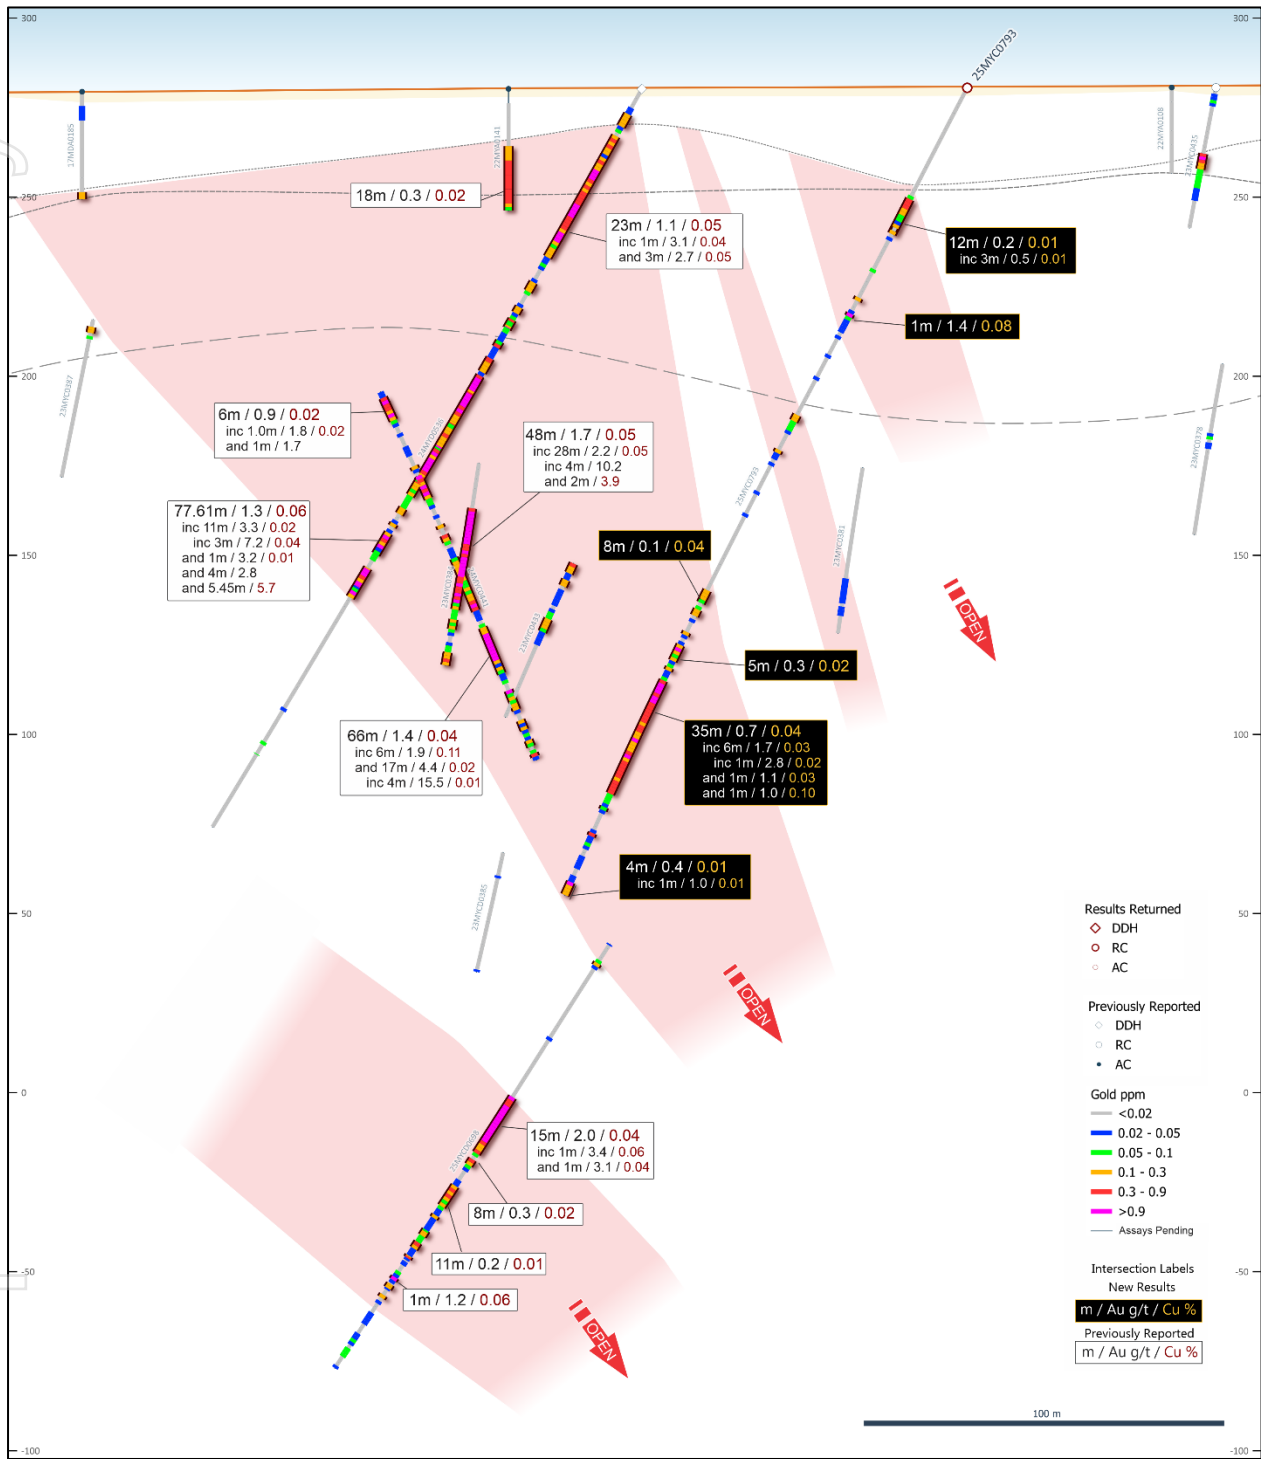 300
300
25MYC0793
17MDA0185
22MYA0141
22MYA0108
23MYC0435
250
250
18m / 0.3 / 0.02
23m / 1.1 / 0.05
inc 1m / 3.1 / 0.04
and 3m / 2.7 / 0.05
12m / 0.2 / 0.01
inc 3m / 0.5 / 0.01
1m / 1.4 / 0.08
200
200
23MYC0387
6m / 0.9 / 0.02
inc 1.0m / 1.8 / 0.02
and 1m / 1.7
48m / 1.7 / 0.05
inc 28m / 2.2 / 0.05
inc 4m / 10.2
and 2m / 3.9
25MYC0793
23MYC0378
77.61m / 1.3 / 0.06
inc 11m / 3.3 / 0.02
inc 3m / 7.2 / 0.04
and 1m / 3.2 / 0.01
and 4m / 2.8
and 5.45m / 5.7
8m / 0.1 / 0.04
23MYC0381
150
150
OPEN
23MYC0433
5m / 0.3 / 0.02
66m / 1.4 / 0.04
inc 6m / 1.9 / 0.11
and 17m / 4.4 / 0.02
inc 4m / 15.5 / 0.01
35m / 0.7 / 0.04
inc 6m / 1.7 / 0.03
inc 1m / 2.8 / 0.02
and 1m / 1.1 / 0.03
and 1m / 1.0 / 0.10
100
100
4m / 0.4 / 0.01
inc 1m / 1.0 / 0.01
23MYCD0385
50
50
OPEN
Results Returned
DDH
RC
AC
Previously Reported
DDH
RC
AC
0
0
Gold ppm
<0.02
0.02 - 0.05
0.05 - 0.1
0.1 - 0.3
0.3 - 0.9
>0.9
Assays Pending
25MYCD0698
15m / 2.0 / 0.04
inc 1m / 3.4 / 0.06
and 1m / 3.1 / 0.04
8m / 0.3 / 0.02
11m / 0.2 / 0.01
1m / 1.2 / 0.06
-50
-50
OPEN
Intersection Labels
New Results
m / Au g/t / Cu %
Previously Reported
m / Au g/t / Cu %
100 m
-100
-100